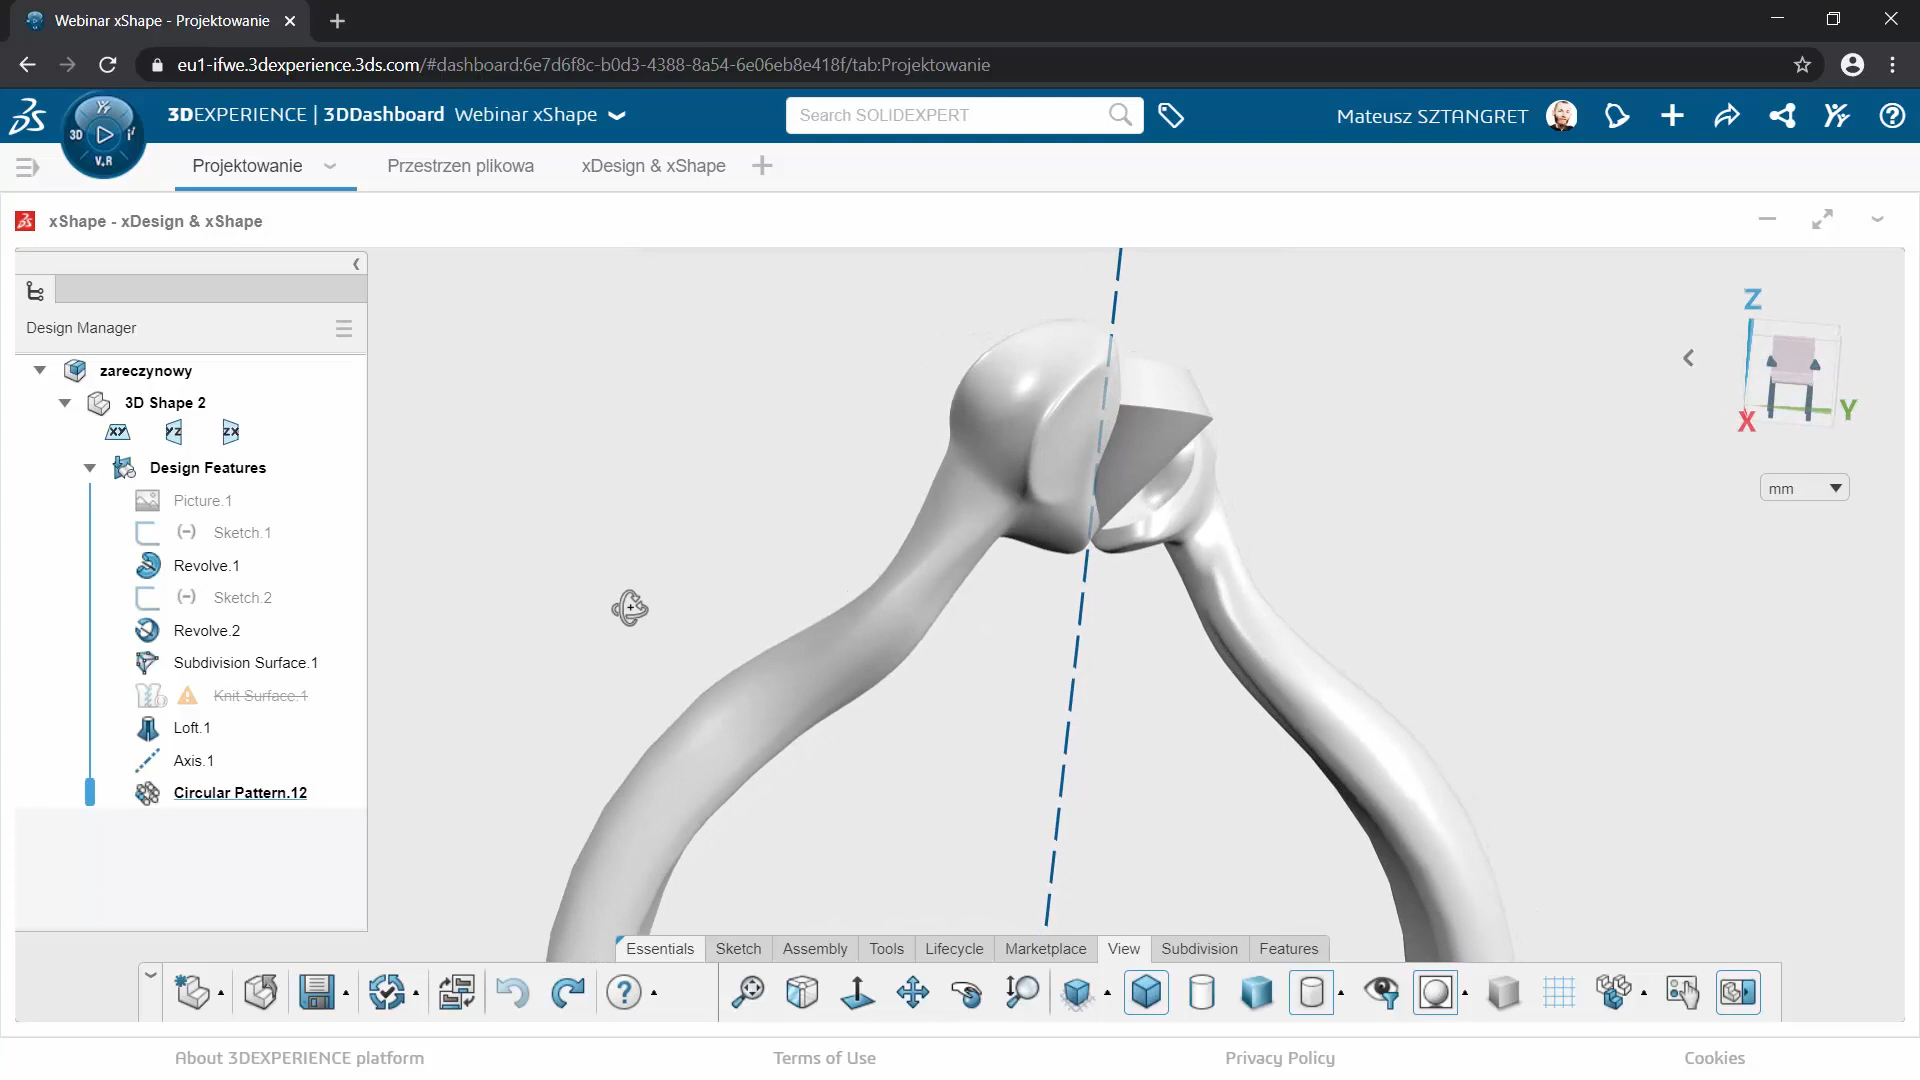 Webinar xShape - Projektowanie
eu1-ifwe.3dexperience.3ds.com/#dashboard:6e7d6f8c-b0d3-4388-8a54-6e06eb8e418f/tab:Projektowanie
3DEXPERIENCE | 3DDashboard Webinar xShape
Search SOLIDEXPERT
Mateusz SZTANGRET
3D
V.R
Projektowanie
Przestrzen plikowa
xDesign & xShape
xShape - xDesign & xShape
Design Manager
zareczynowy
3D Shape 2
XY YZ ZX
Design Features
Picture.1
(-) Sketch.1
Revolve.1
(-) Sketch.2
Revolve.2
Subdivision Surface.1
Knit Surface.1
Loft.1
Axis.1
Circular Pattern.12
Z
X
Y
mm
Essentials Sketch Assembly Tools Lifecycle Marketplace View Subdivision Features
About 3DEXPERIENCE platform
Terms of Use
Privacy Policy
Cookies